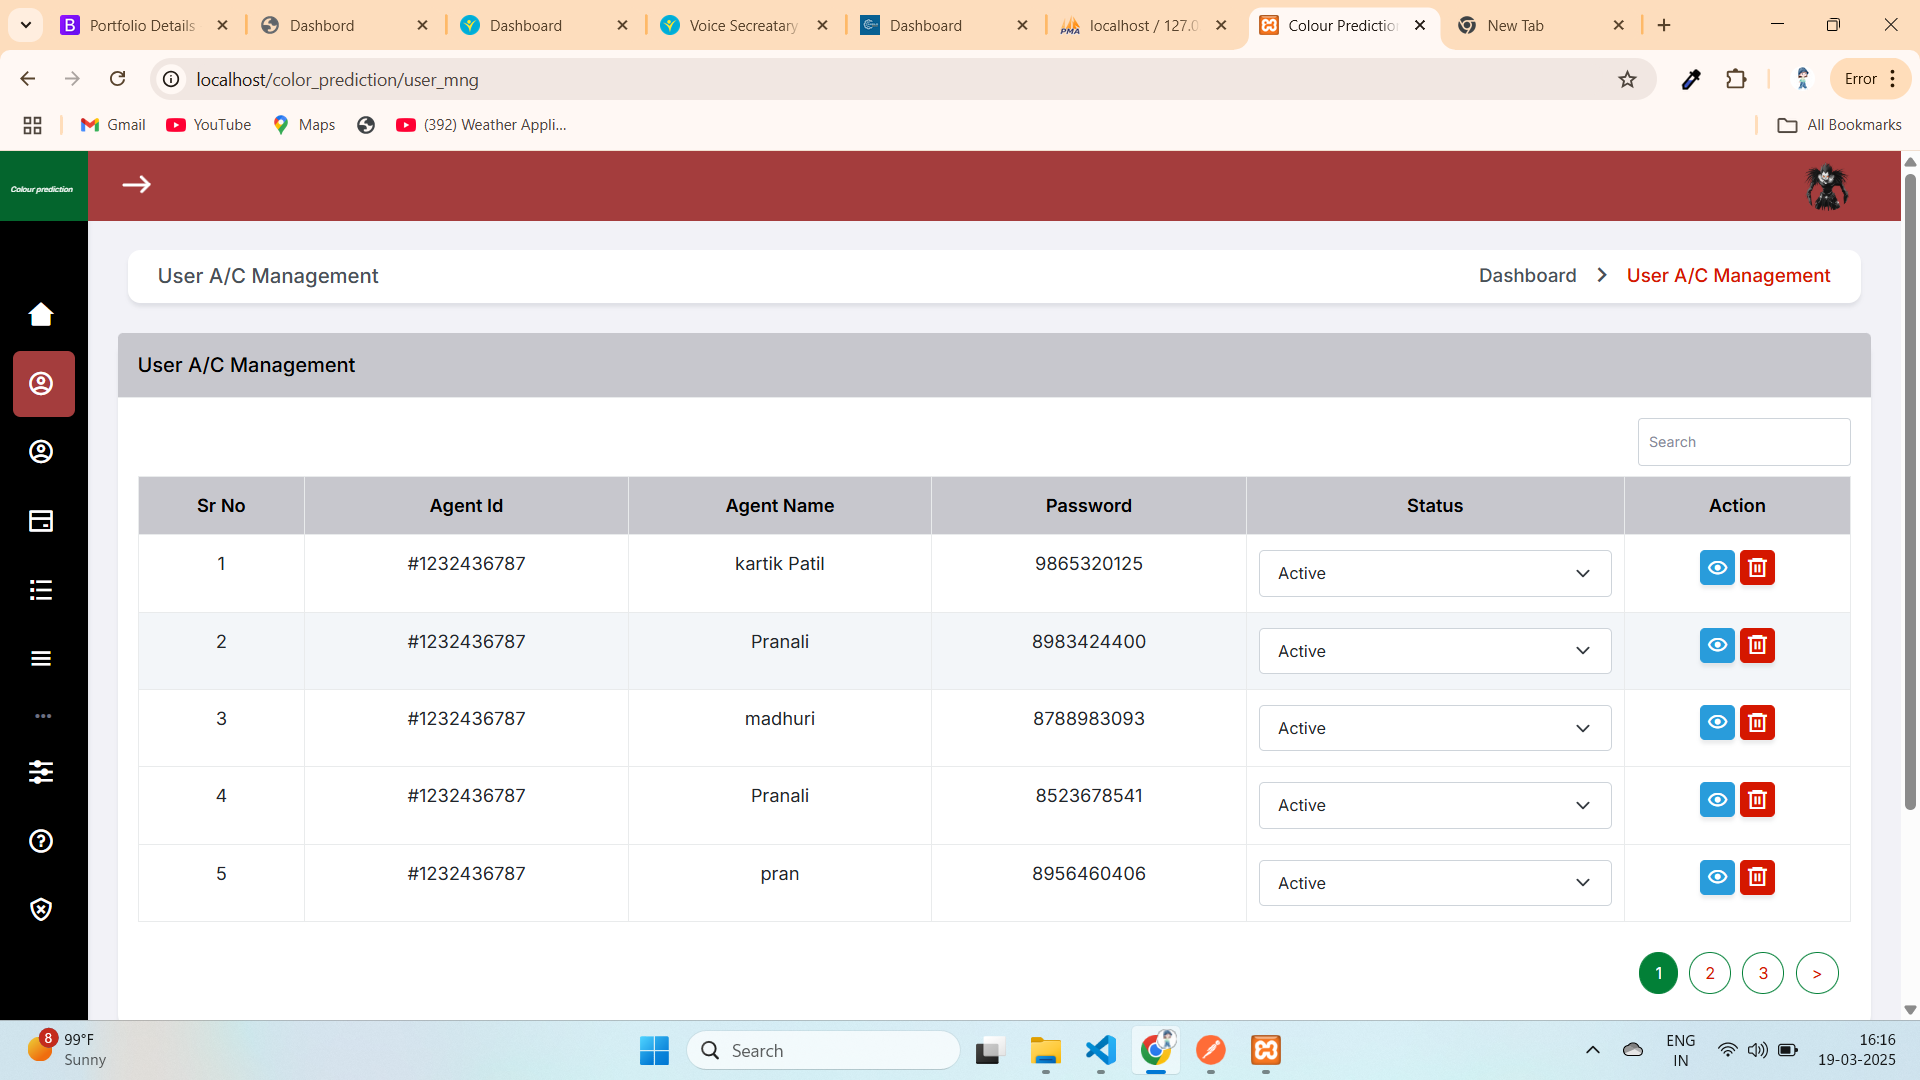 Portfolio Details
Dashbord
Dashboard
Voice Secreatary
Dashboard
localhost / 127.0
Colour Prediction
New Tab
localhost/color_prediction/user_mng
Error
Gmail
YouTube
Maps
(392) Weather Appli...
All Bookmarks
Colour prediction
User A/C Management
Dashboard > User A/C Management
User A/C Management
Search
Sr No Agent Id Agent Name Password Status Action
1 #1232436787 kartik Patil 9865320125 Active
2 #1232436787 Pranali 8983424400 Active
3 #1232436787 madhuri 8788983093 Active
4 #1232436787 Pranali 8523678541 Active
5 #1232436787 pran 8956460406 Active
1 2 3 >
8
99°F
Sunny
Search
ENG
IN
16:16
19-03-2025